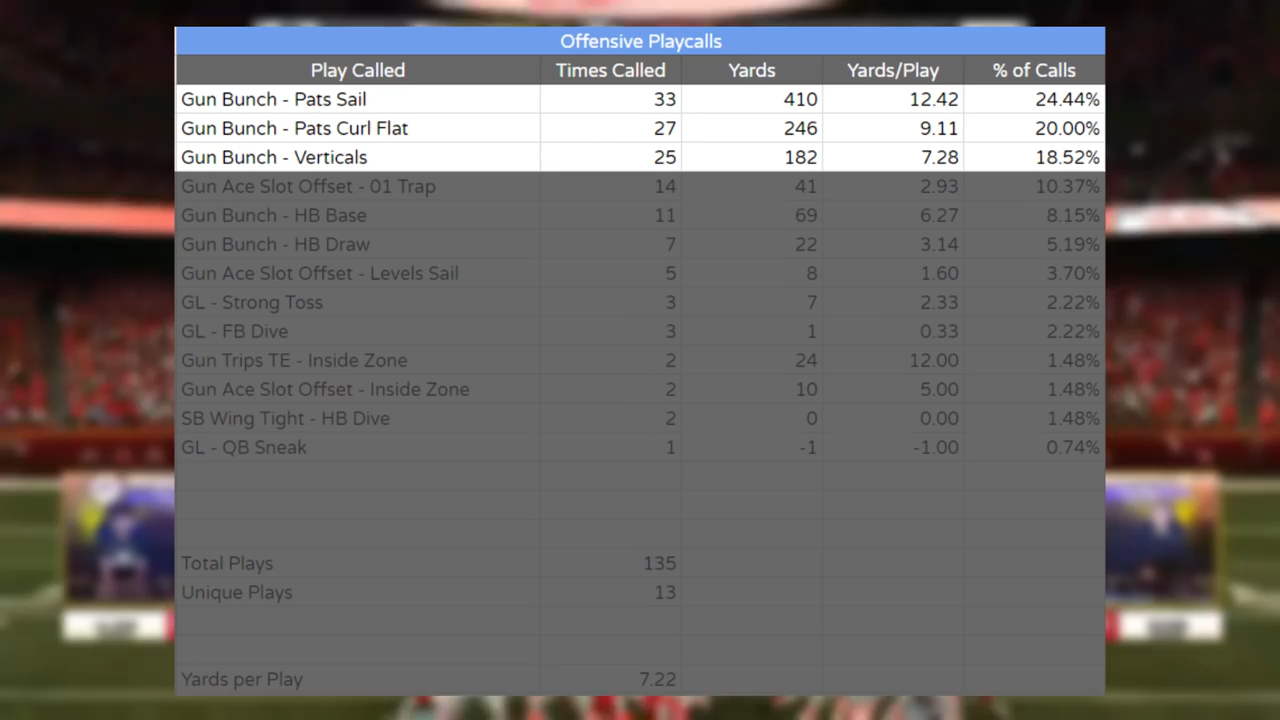 Offensive Playcalls
Play Called Times Called Yards Yards/Play % of Calls
Gun Bunch - Pats Sail 33 410 12.42 24.44%
Gun Bunch - Pats Curl Flat 27 246 9.11 20.00%
Gun Bunch - Verticals 25 182 7.28 18.52%
Gun Ace Slot Offset - 01 Trap 14 41 2.93 10.37%
Gun Bunch - HB Base 11 69 6.27 8.15%
Gun Bunch - HB Draw 7 22 3.14 5.19%
Gun Ace Slot Offset - Levels Sail 5 8 1.60 3.70%
GL - Strong Toss 3 7 2.33 2.22%
GL - FB Dive 3 1 0.33 2.22%
Gun Trips TE - Inside Zone 2 24 12.00 1.48%
Gun Ace Slot Offset - Inside Zone 2 10 5.00 1.48%
SB Wing Tight - HB Dive 2 0 0.00 1.48%
GL - QB Sneak 1 -1 -1.00 0.74%
Total Plays 135
Unique Plays 13
Yards per Play 7.22